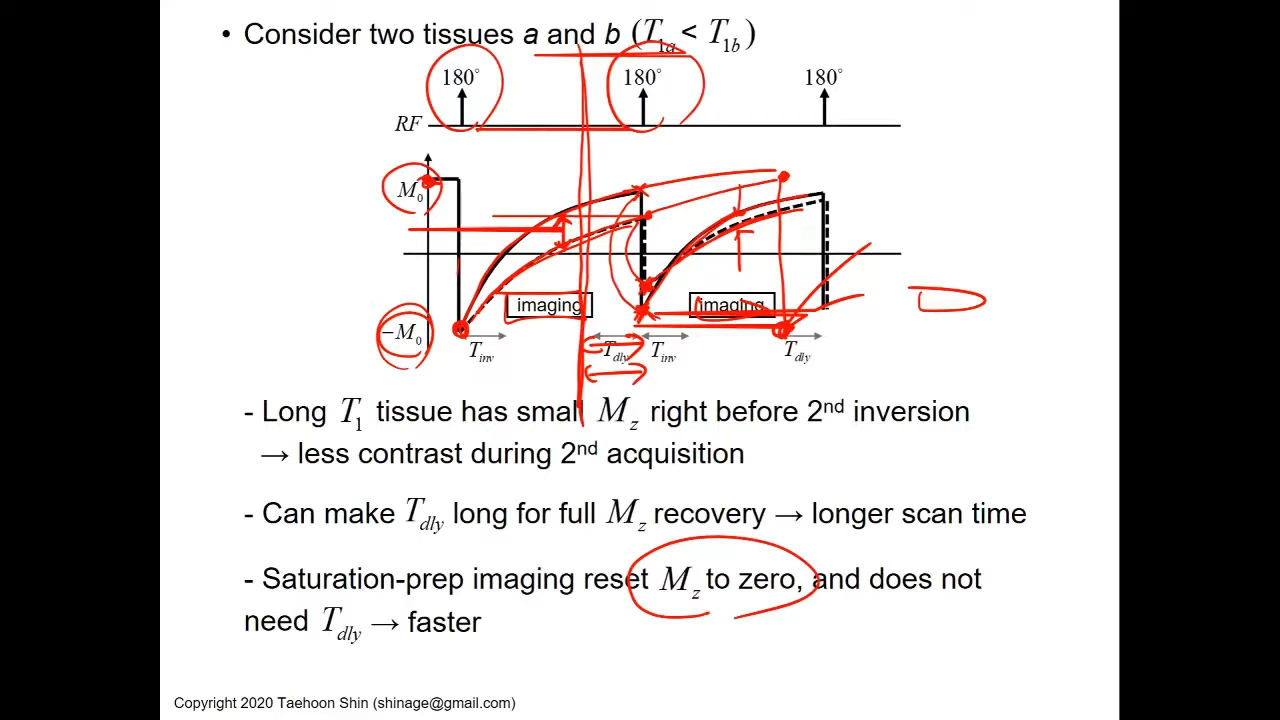 • Consider two tissues a and b (T1a < T1b)
180° 180° 180°
RF
M0
imaging imaging
−M0
Tinv Tdly Tinv Tdly
- Long T1 tissue has small Mz right before 2nd inversion
→ less contrast during 2nd acquisition
- Can make Tdly long for full Mz recovery → longer scan time
- Saturation-prep imaging reset Mz to zero, and does not
need Tdly → faster
Copyright 2020 Taehoon Shin (shinage@gmail.com)